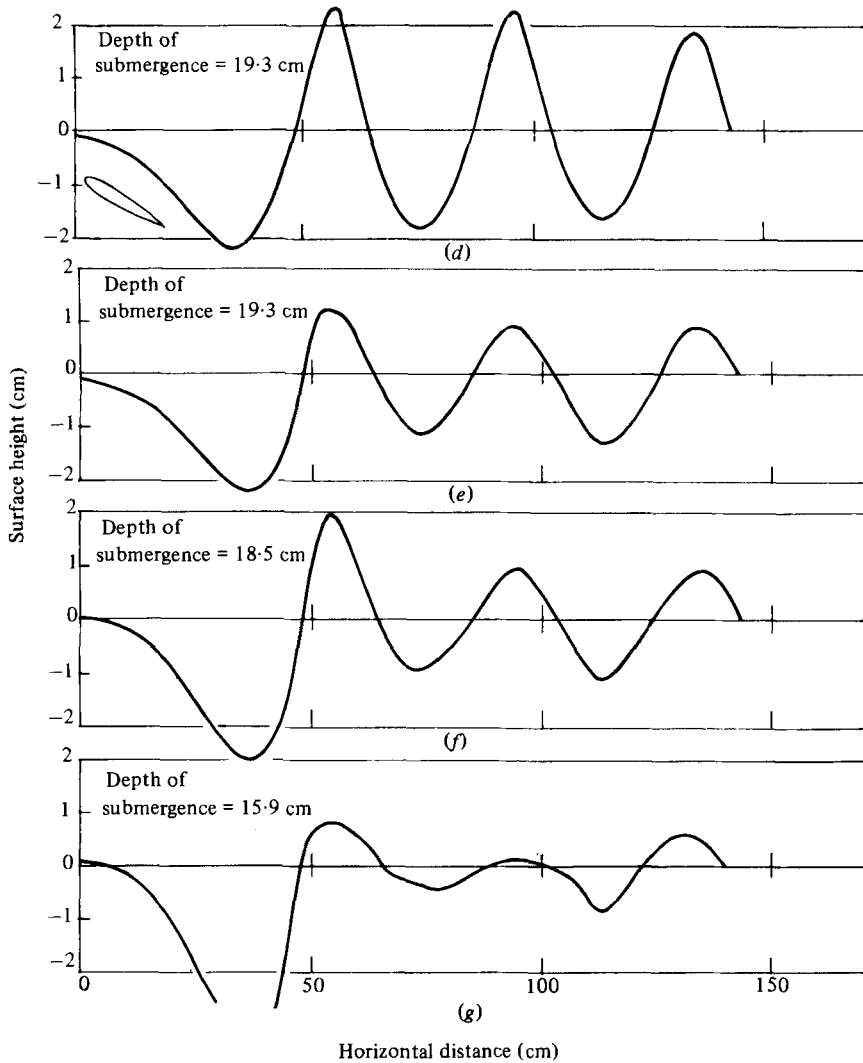 2
Depth of
submergence = 19·3 cm
1
0
−1
−2
(d)
2
Depth of
submergence = 19·3 cm
1
0
−1
−2
(e)
Surface height (cm)
2
Depth of
submergence = 18·5 cm
1
0
−1
−2
(f)
2
Depth of
submergence = 15·9 cm
1
0
−1
−2
0 50 100 150
(g)
Horizontal distance (cm)